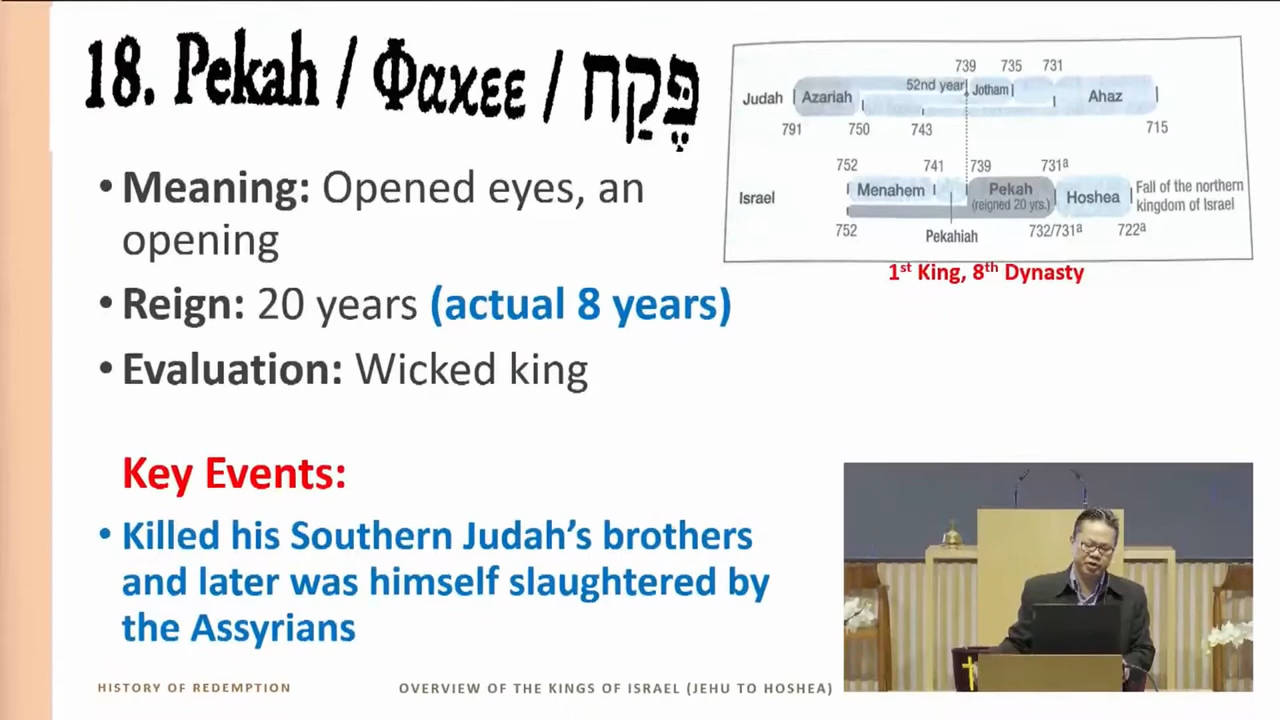 18. Pekah / Φακεε / פֶּקַח
• Meaning: Opened eyes, an
opening
• Reign: 20 years (actual 8 years)
• Evaluation: Wicked king
Key Events:
• Killed his Southern Judah’s brothers
and later was himself slaughtered by
the Assyrians
739 735 731
Judah Azariah 52nd year Jotham Ahaz
791 750 743 715
752 741 739 731ª
Israel Menahem Pekah Hoshea Fall of the northern
(reigned 20 yrs.) kingdom of Israel
752 Pekahiah 732/731ª 722ª
1st King, 8th Dynasty
HISTORY OF REDEMPTION OVERVIEW OF THE KINGS OF ISRAEL (JEHU TO HOSHEA)